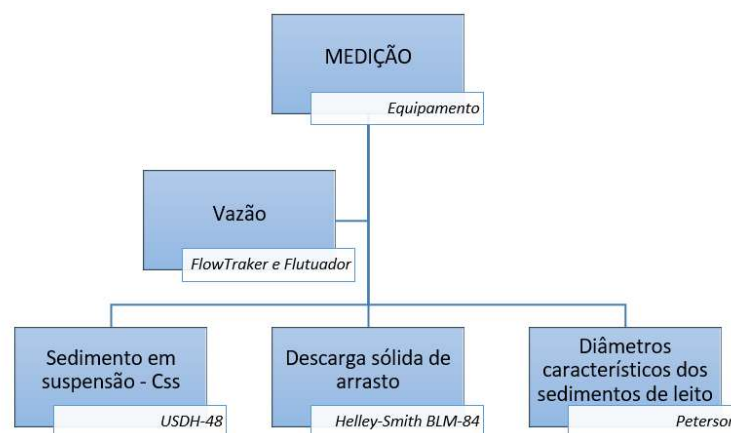 MEDIÇÃO
Equipamento
Vazão
FlowTraker e Flutuador
Sedimento em
suspensão - Css
USDH-48
Descarga sólida de
arrasto
Helley-Smith BLM-84
Diâmetros
característicos dos
sedimentos de leito
Peterson